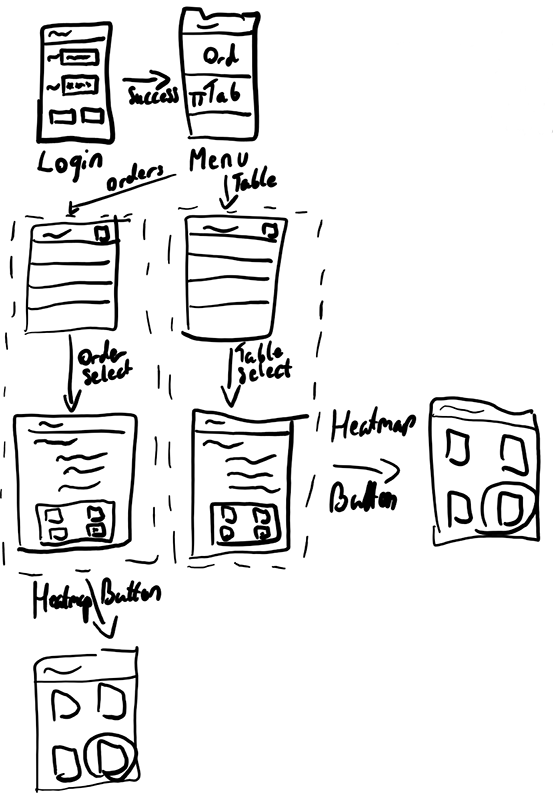 Ord
Success
Tab
Login
Menu
Orders
Table
Order
Select
Table
Select
Heatmap
Button
Heatmap Button